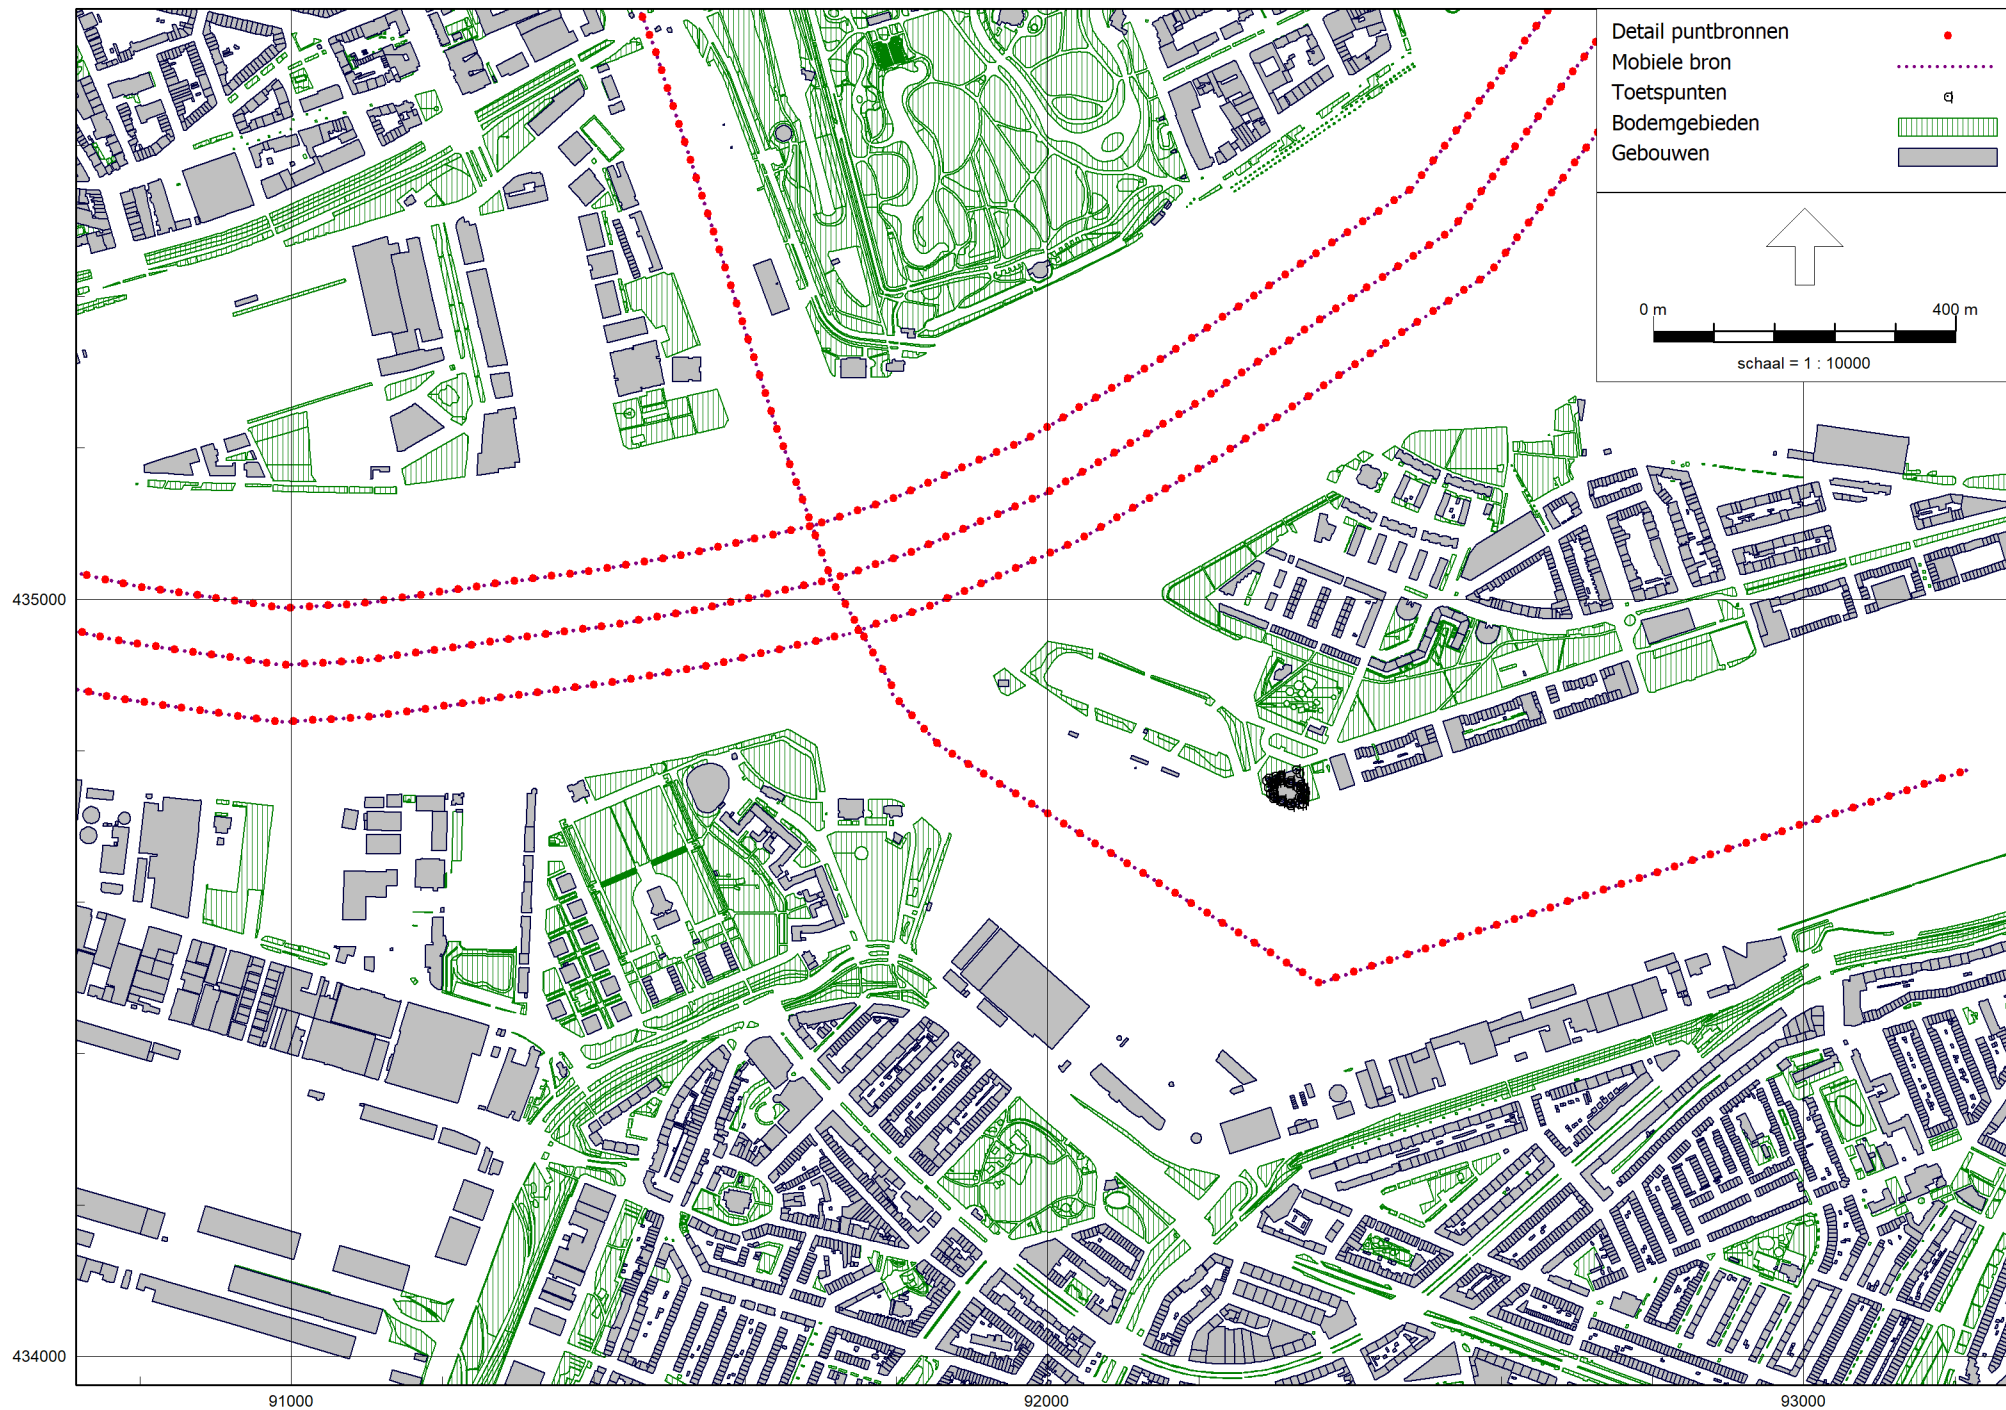 Detail puntbronnen
Mobiele bron
Toetspunten
Bodemgebieden
Gebouwen
0 m 400 m
schaal = 1 : 10000
435000
434000
91000 92000 93000